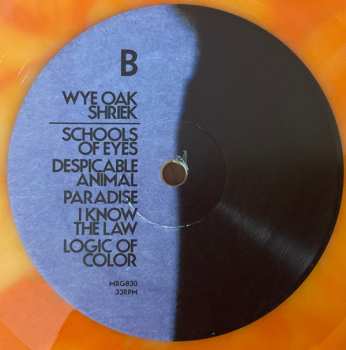 B
WYE OAK
SHRIEK
SCHOOLS
OF EYES
DESPICABLE
ANIMAL
PARADISE
I KNOW
THE LAW
LOGIC OF
COLOR
MRG830
33RPM